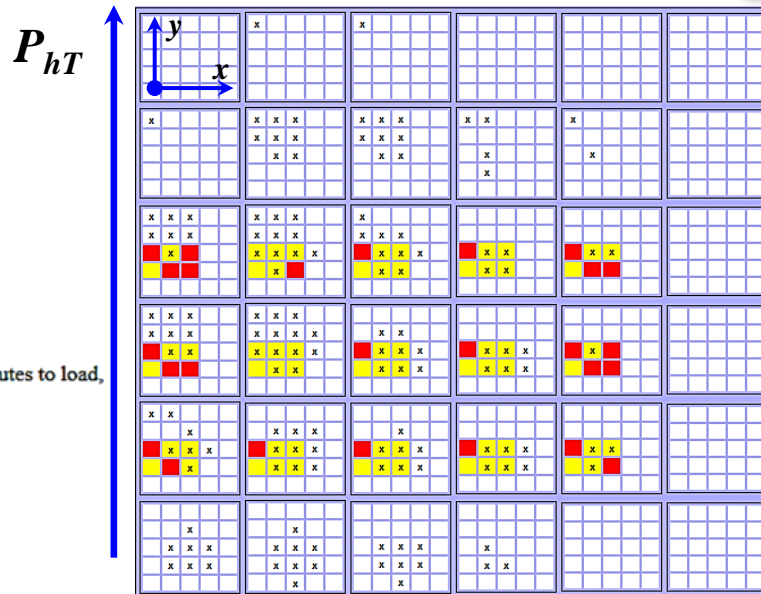 P_hT
y x x
x
x x x x x x x x x x
x x x x x x
x x x x x x
x
x x x x x x x
x x x x x x x x x
x x x x x x x x x x x x
x x x x x
x x x x x x
x x x x x x x x x
x x x x x x x x x x x x x
utes to load,
x x x x x x x x
x x
x x x x x
x x x x x x x x x x x x x x
x x x x x x x x x x x
x x
x x x x x x x x x x
x x x x x x x x x x x
x x